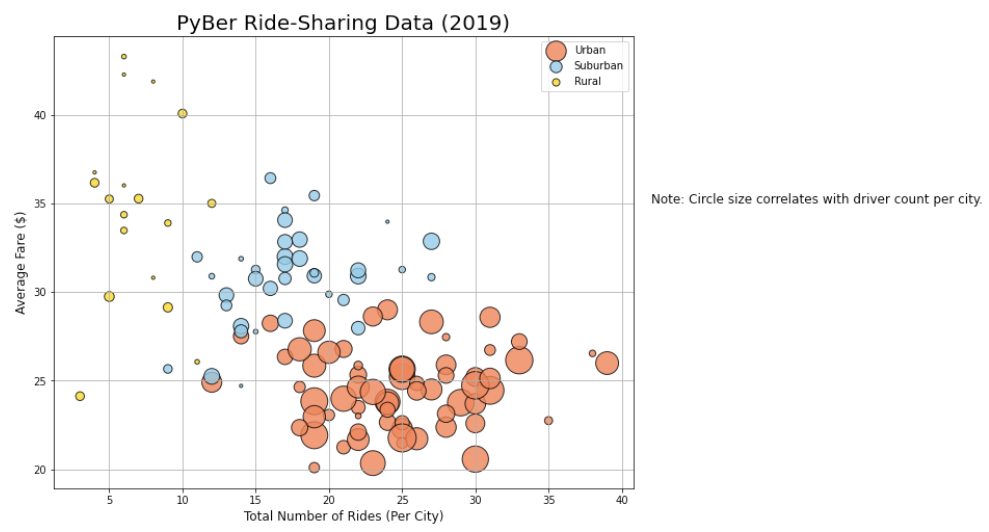 PyBer Ride-Sharing Data (2019)
Urban
Suburban
Rural
40
35
30
25
20
Average Fare ($)
5
10
15
20
25
30
35
40
Total Number of Rides (Per City)
Note: Circle size correlates with driver count per city.